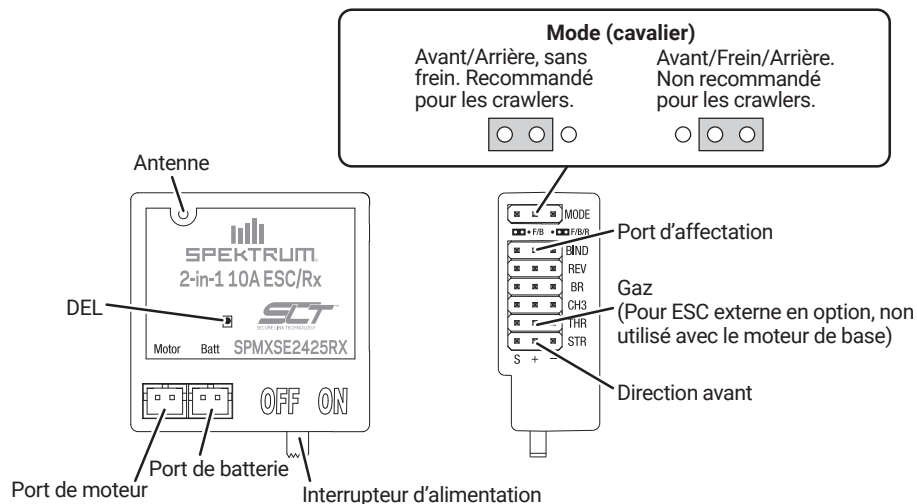 Mode (cavalier)
Avant/Arrière, sans
frein. Recommandé
pour les crawlers.
Avant/Frein/Arrière.
Non recommandé
pour les crawlers.
Antenne
SPEKTRUM
2-in-1 10A ESC/Rx
DEL
SLT
SECURE LINK TECHNOLOGY
Motor
Batt
SPMXSE2425RX
OFF
ON
Port de moteur
Port de batterie
Interrupteur d'alimentation
MODE
F/B
F/B/R
BIND
REV
BR
CH3
THR
STR
S + –
Port d'affectation
Gaz
(Pour ESC externe en option, non
utilisé avec le moteur de base)
Direction avant